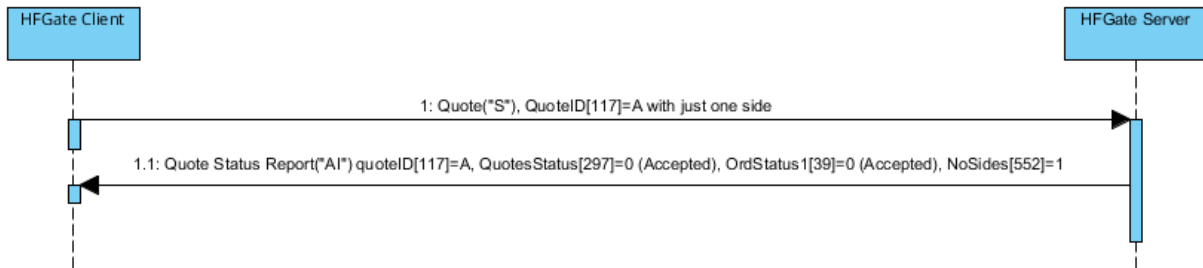 HFGate Client
HFGate Server
1: Quote("S"), QuoteID[117]=A with just one side
1.1: Quote Status Report("AI") quoteID[117]=A, QuotesStatus[297]=0 (Accepted), OrdStatus1[39]=0 (Accepted), NoSides[552]=1